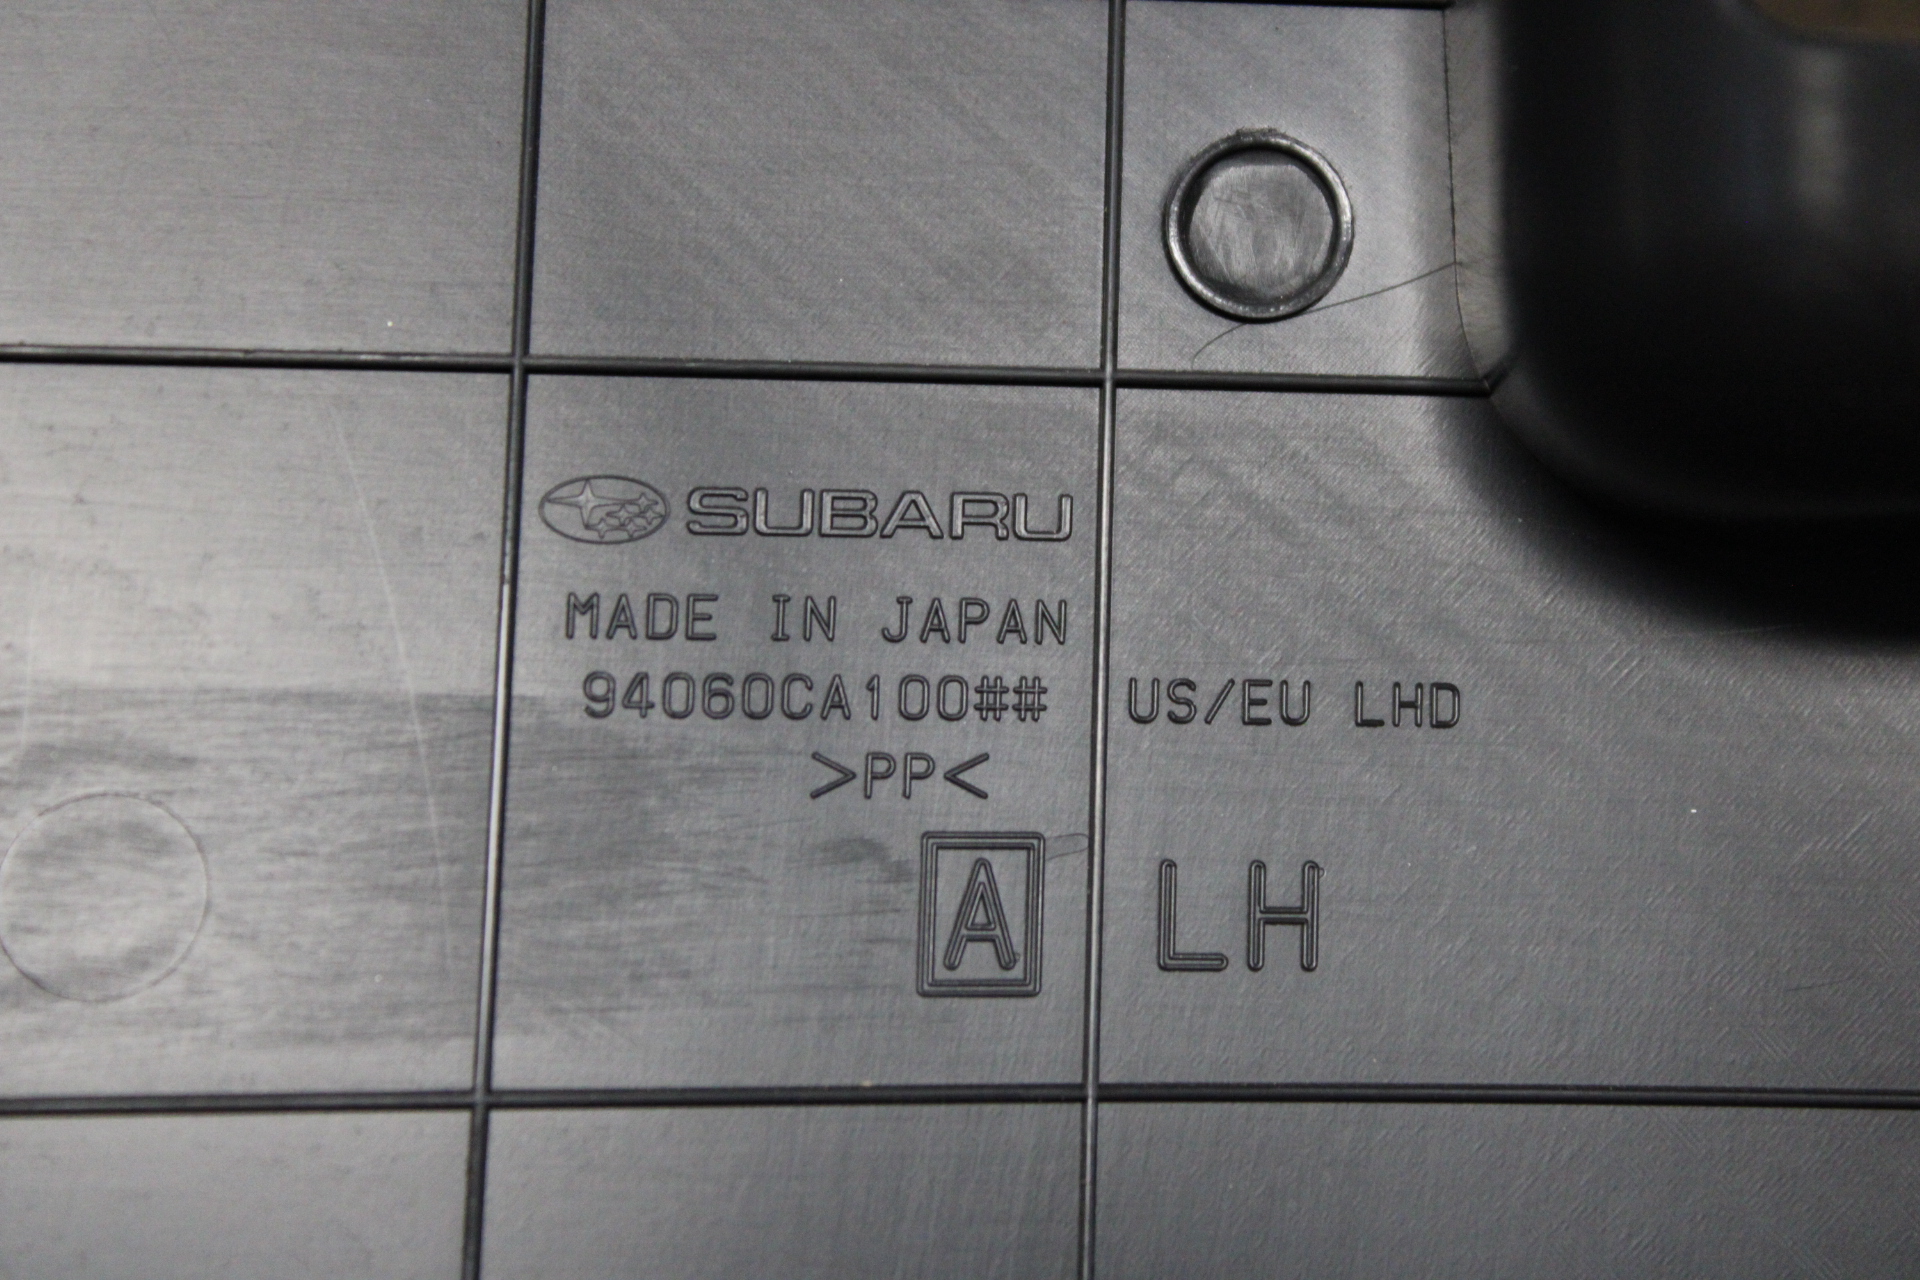 SUBARU
MADE IN JAPAN
94060CA100## US/EU LHD
>PP<
A LH